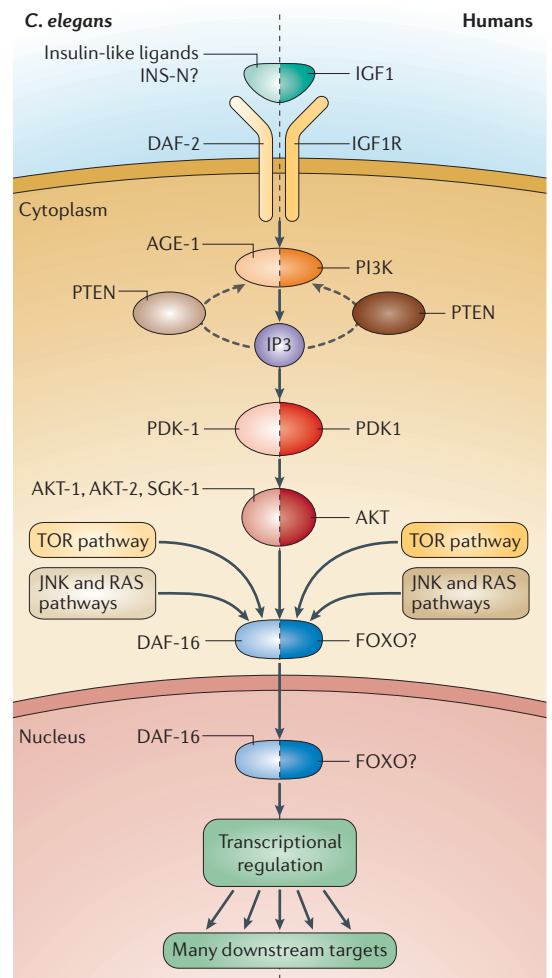 C. elegans
Humans
Insulin-like ligands
INS-N?
IGF1
DAF-2
IGF1R
Cytoplasm
AGE-1
PI3K
PTEN
PTEN
IP3
PDK-1
PDK1
AKT-1, AKT-2, SGK-1
AKT
TOR pathway
TOR pathway
JNK and RAS
pathways
JNK and RAS
pathways
DAF-16
FOXO?
Nucleus
DAF-16
FOXO?
Transcriptional
regulation
Many downstream targets